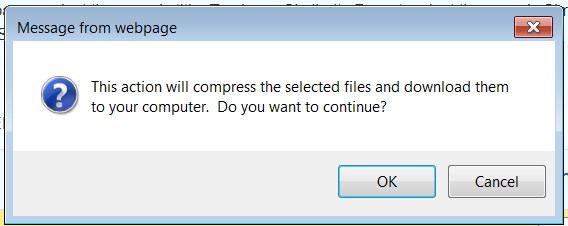 Message from webpage
This action will compress the selected files and download them
to your computer.  Do you want to continue?
OK
Cancel